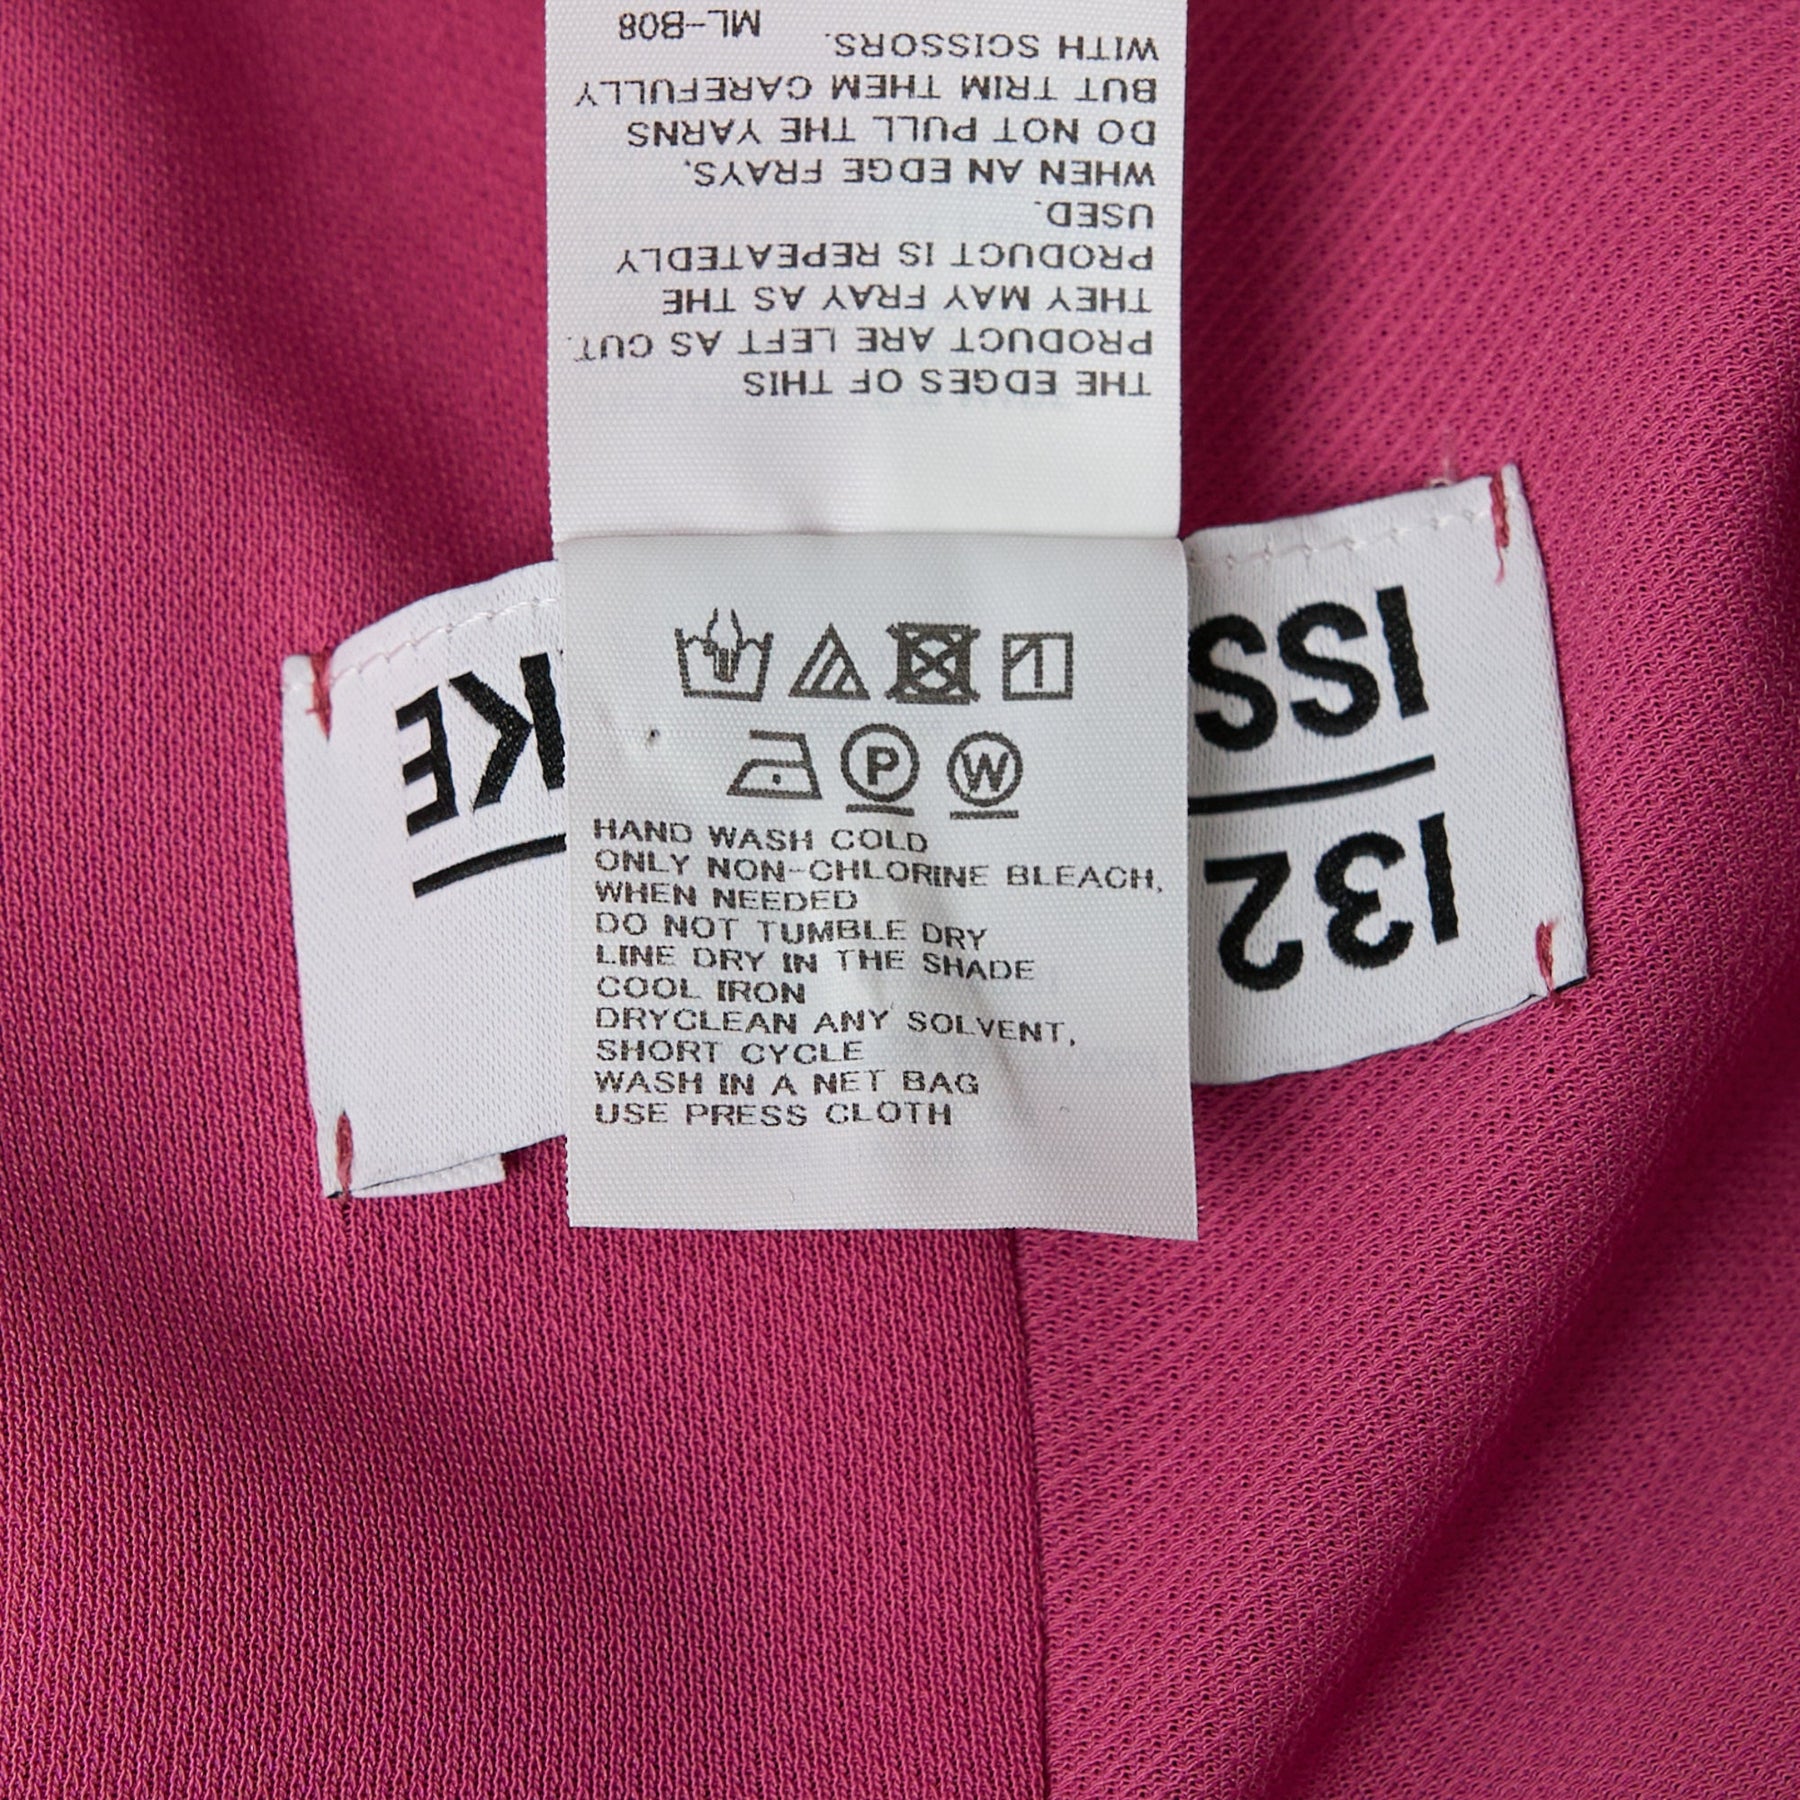 THE EDGES OF THIS
PRODUCT ARE LEFT AS CUT.
THEY MAY FRAY AS THE
PRODUCT IS REPEATEDLY
USED.
WHEN AN EDGE FRAYS,
DO NOT PULL THE YARNS
BUT TRIM THEM CAREFULLY
WITH SCISSORS.
ML-B08
1
P W
HAND WASH COLD
ONLY NON-CHLORINE BLEACH,
WHEN NEEDED
DO NOT TUMBLE DRY
LINE DRY IN THE SHADE
COOL IRON
DRYCLEAN ANY SOLVENT,
SHORT CYCLE
WASH IN A NET BAG
USE PRESS CLOTH
132
ISS KE